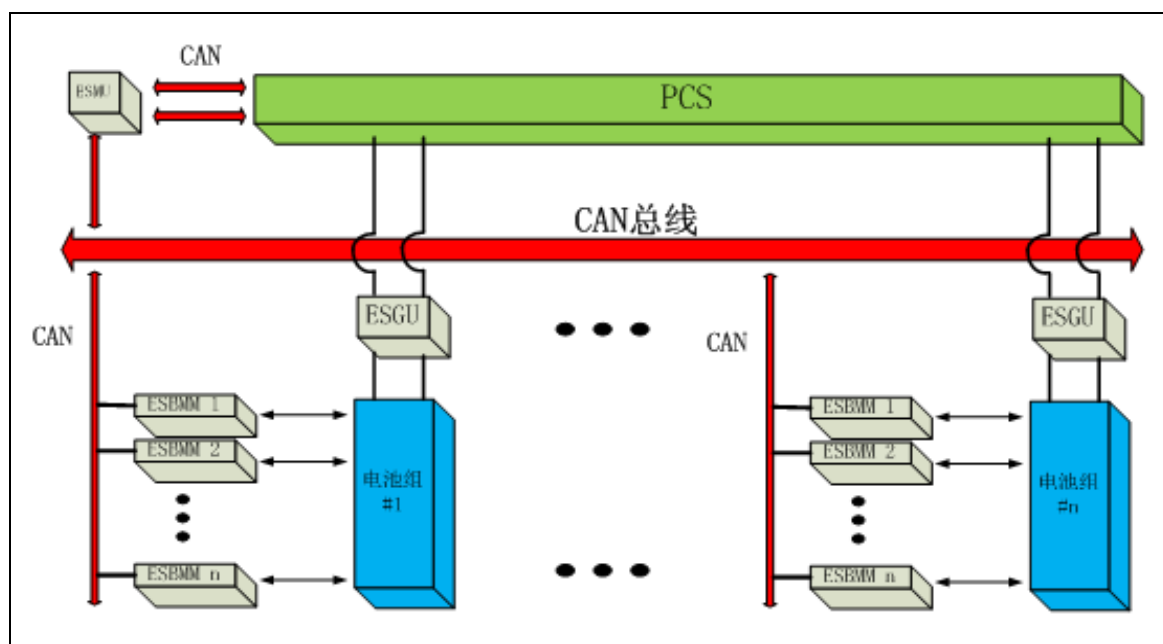 CAN
ESMU
PCS
CAN总线
ESGU
ESGU
CAN
CAN
ESBMM 1
ESBMM 2
ESBMM n
电池组
#1
ESBMM 1
ESBMM 2
ESBMM n
电池组
#n